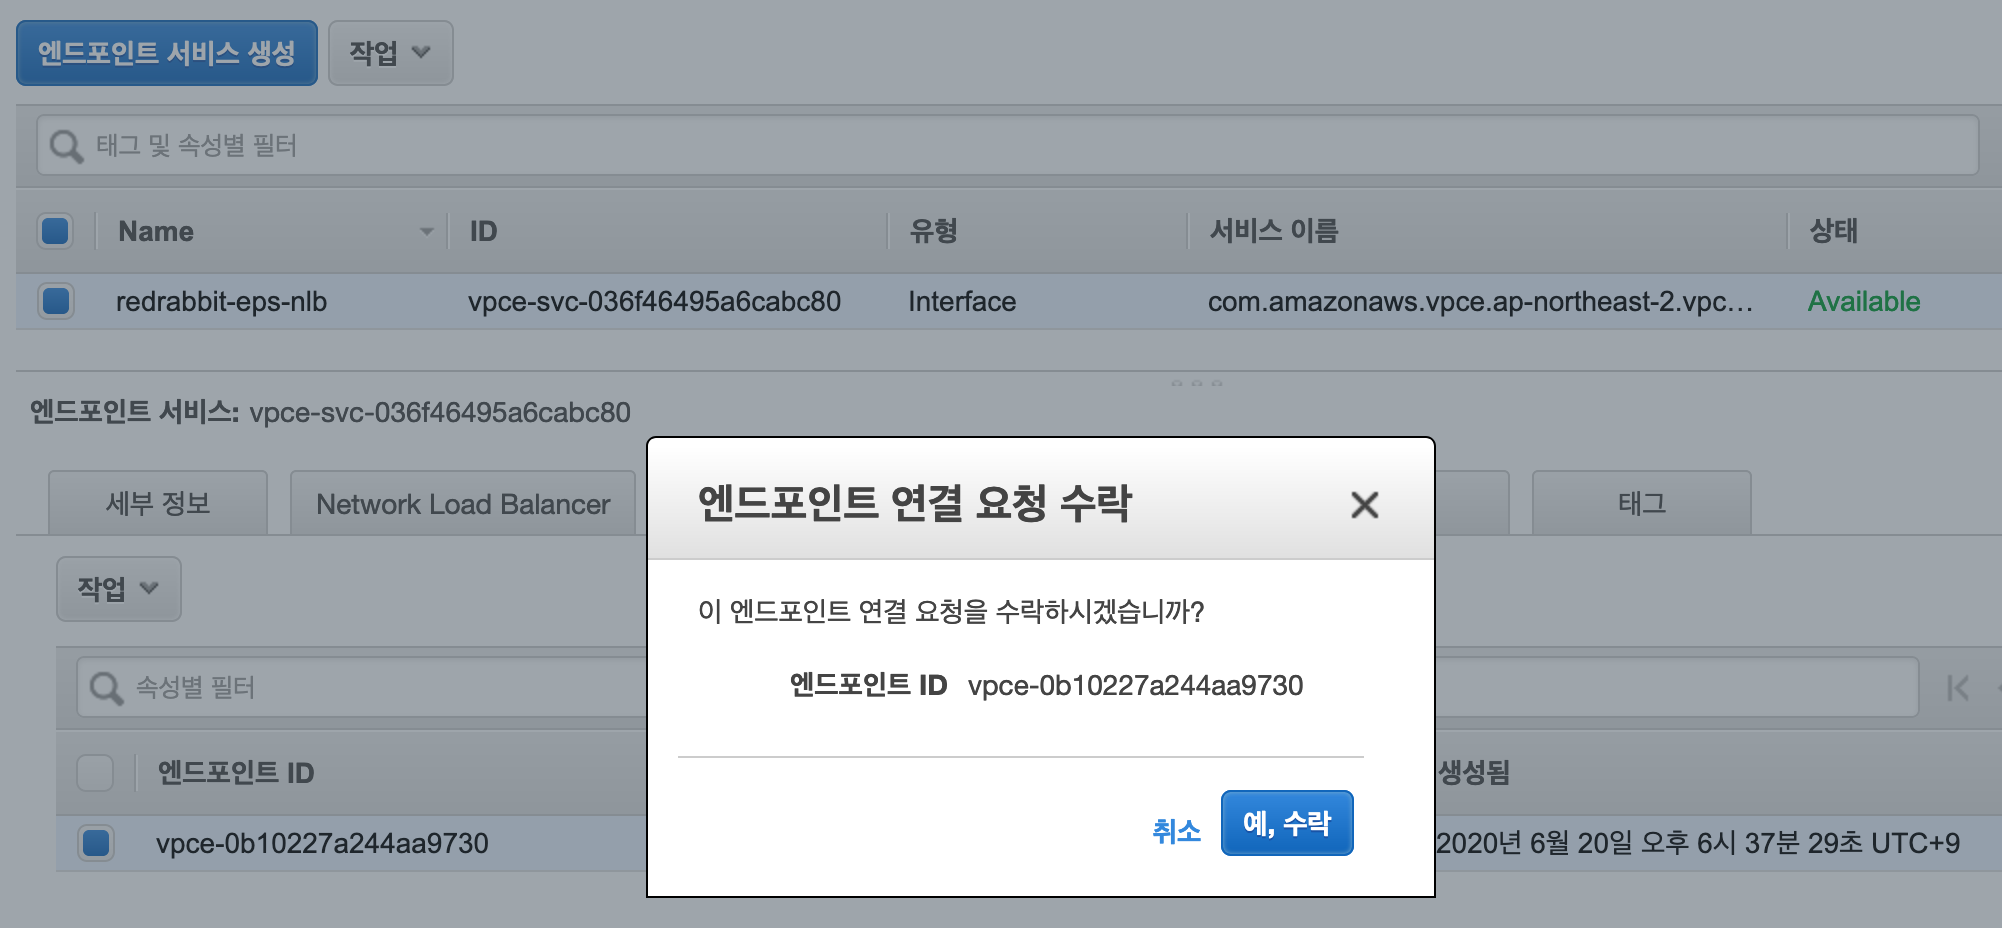 엔드포인트 서비스 생성 작업
태그 및 속성별 필터
Name ID 유형 서비스 이름 상태
redrabbit-eps-nlb vpce-svc-036f46495a6cabc80 Interface com.amazonaws.vpce.ap-northeast-2.vpc... Available
엔드포인트 서비스: vpce-svc-036f46495a6cabc80
세부 정보 Network Load Balancer 태그
엔드포인트 연결 요청 수락
이 엔드포인트 연결 요청을 수락하시겠습니까?
엔드포인트 ID vpce-0b10227a244aa9730
취소 예, 수락
작업
속성별 필터
엔드포인트 ID 생성됨
vpce-0b10227a244aa9730 2020년 6월 20일 오후 6시 37분 29초 UTC+9